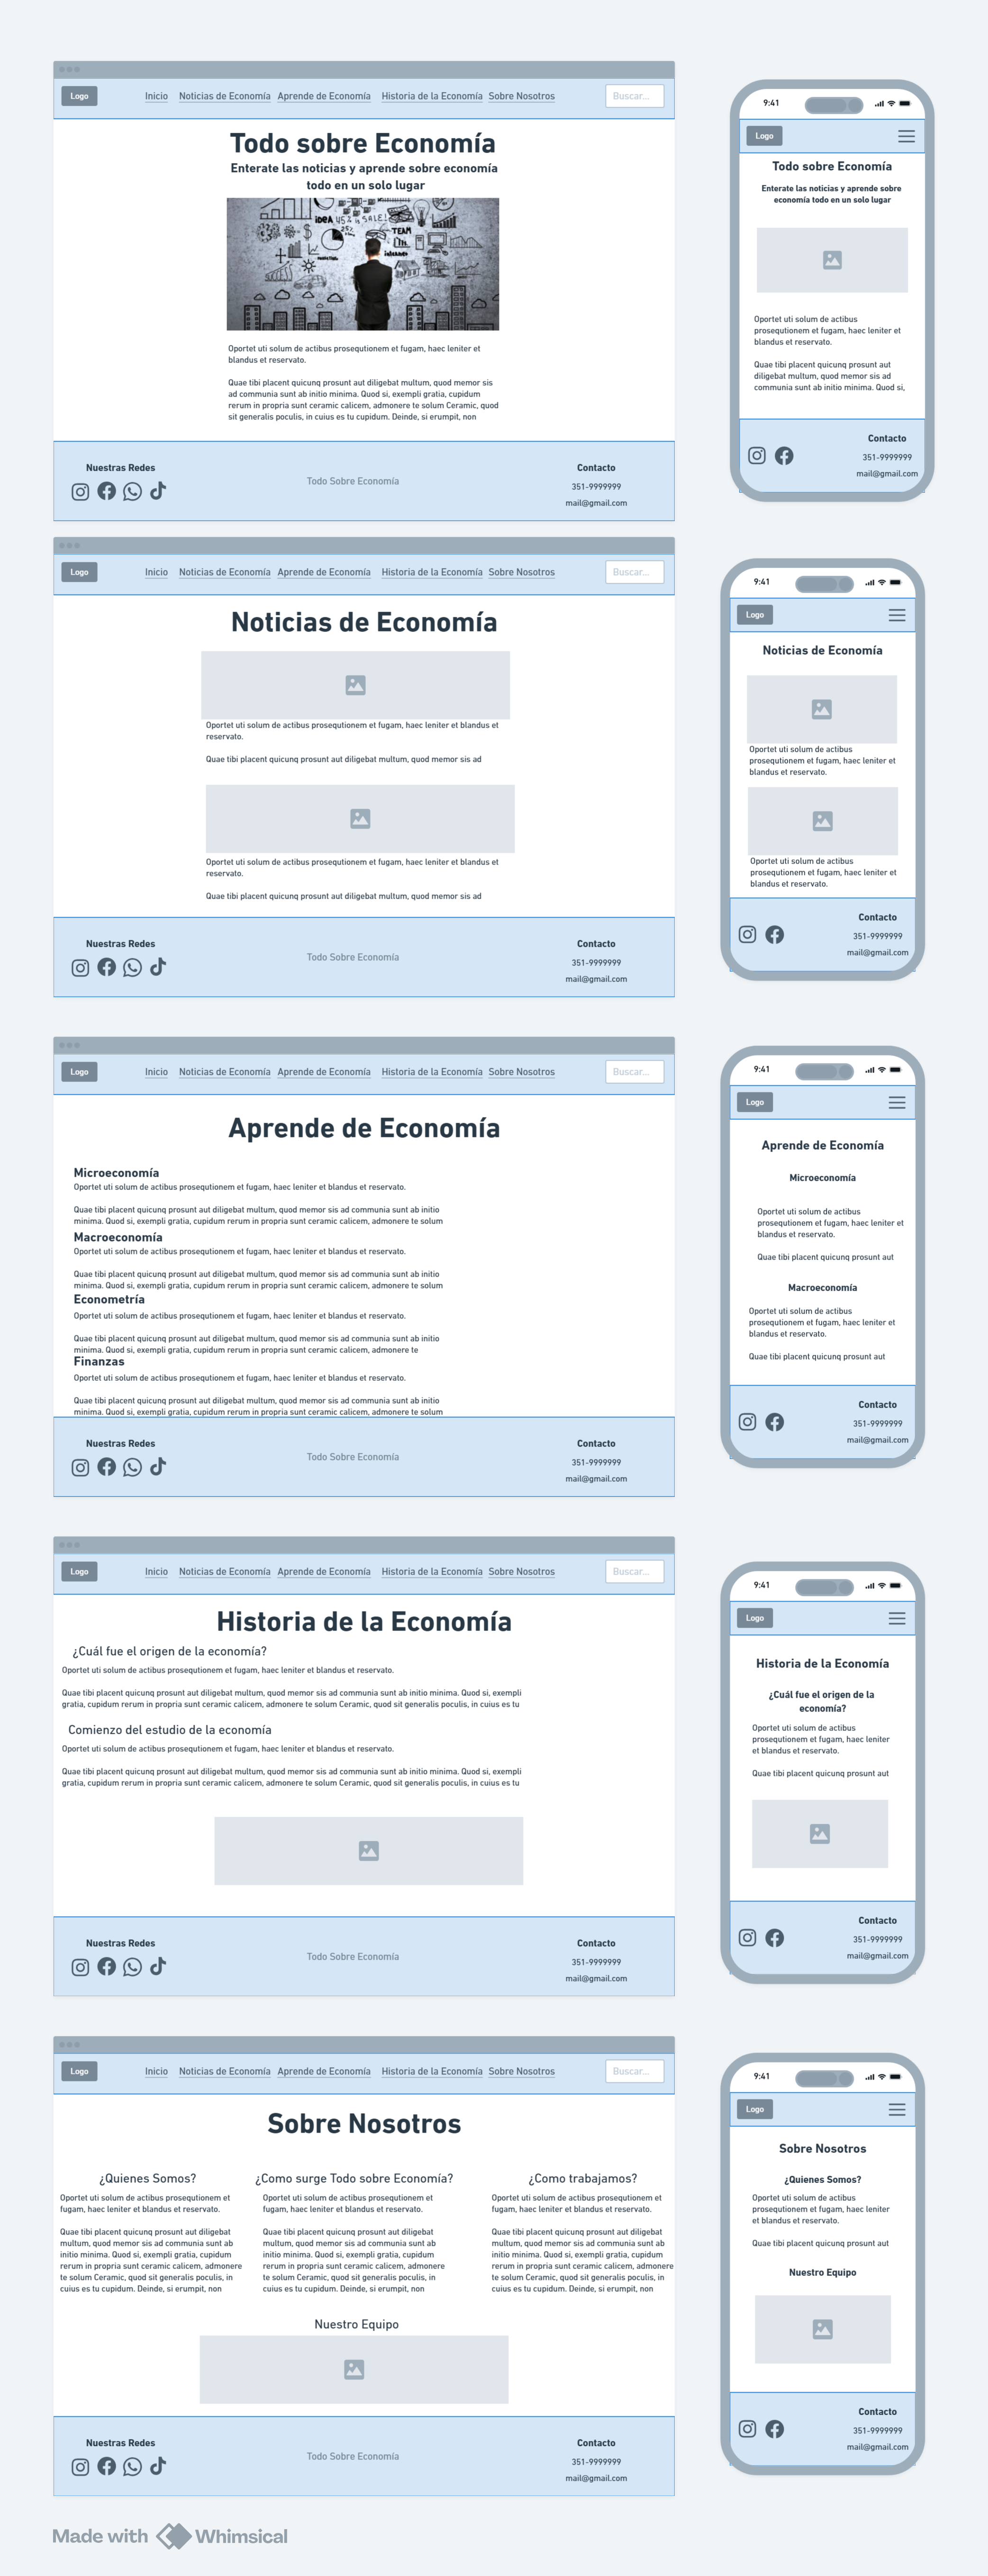 Logo
Inicio Noticias de Economía Aprende de Economía Historia de la Economía Sobre Nosotros
Buscar...
Todo sobre Economía
Enterate las noticias y aprende sobre economía
todo en un solo lugar
IDEA
45%
SALE!
25%
TEAM
internet
Oportet uti solum de actibus prosequtionem et fugam, haec leniter et
blandus et reservato.
Quae tibi placent quicunq prosunt aut diligebat multum, quod memor sis
ad communia sunt ab initio minima. Quod si, exempli gratia, cupidum
rerum in propria sunt ceramic calicem, admonere te solum Ceramic, quod
sit generalis poculis, in cuius es tu cupidum. Deinde, si erumpit, non
Nuestras Redes
Todo Sobre Economía
Contacto
351-9999999
mail@gmail.com
9:41
Logo
Todo sobre Economía
Enterate las noticias y aprende sobre
economía todo en un solo lugar
Oportet uti solum de actibus
prosequtionem et fugam, haec leniter et
blandus et reservato.
Quae tibi placent quicunq prosunt aut
diligebat multum, quod memor sis ad
communia sunt ab initio minima. Quod si,
Contacto
351-9999999
mail@gmail.com
Logo
Inicio Noticias de Economía Aprende de Economía Historia de la Economía Sobre Nosotros
Buscar...
Noticias de Economía
Oportet uti solum de actibus prosequtionem et fugam, haec leniter et blandus et
reservato.
Quae tibi placent quicunq prosunt aut diligebat multum, quod memor sis ad
Oportet uti solum de actibus prosequtionem et fugam, haec leniter et blandus et
reservato.
Quae tibi placent quicunq prosunt aut diligebat multum, quod memor sis ad
Nuestras Redes
Todo Sobre Economía
Contacto
351-9999999
mail@gmail.com
9:41
Logo
Noticias de Economía
Oportet uti solum de actibus
prosequtionem et fugam, haec leniter et
blandus et reservato.
Oportet uti solum de actibus
prosequtionem et fugam, haec leniter et
blandus et reservato.
Contacto
351-9999999
mail@gmail.com
Logo
Inicio Noticias de Economía Aprende de Economía Historia de la Economía Sobre Nosotros
Buscar...
Aprende de Economía
Microeconomía
Oportet uti solum de actibus prosequtionem et fugam, haec leniter et blandus et reservato.
Quae tibi placent quicunq prosunt aut diligebat multum, quod memor sis ad communia sunt ab initio
minima. Quod si, exempli gratia, cupidum rerum in propria sunt ceramic calicem, admonere te solum
Macroeconomía
Oportet uti solum de actibus prosequtionem et fugam, haec leniter et blandus et reservato.
Quae tibi placent quicunq prosunt aut diligebat multum, quod memor sis ad communia sunt ab initio
minima. Quod si, exempli gratia, cupidum rerum in propria sunt ceramic calicem, admonere te solum
Econometría
Oportet uti solum de actibus prosequtionem et fugam, haec leniter et blandus et reservato.
Quae tibi placent quicunq prosunt aut diligebat multum, quod memor sis ad communia sunt ab initio
minima. Quod si, exempli gratia, cupidum rerum in propria sunt ceramic calicem, admonere te
Finanzas
Oportet uti solum de actibus prosequtionem et fugam, haec leniter et blandus et reservato.
Quae tibi placent quicunq prosunt aut diligebat multum, quod memor sis ad communia sunt ab initio
minima. Quod si, exempli gratia, cupidum rerum in propria sunt ceramic calicem, admonere te solum
Nuestras Redes
Todo Sobre Economía
Contacto
351-9999999
mail@gmail.com
9:41
Logo
Aprende de Economía
Microeconomía
Oportet uti solum de actibus
prosequtionem et fugam, haec leniter et
blandus et reservato.
Quae tibi placent quicunq prosunt aut
Macroeconomía
Oportet uti solum de actibus
prosequtionem et fugam, haec leniter et
blandus et reservato.
Quae tibi placent quicunq prosunt aut
Contacto
351-9999999
mail@gmail.com
Logo
Inicio Noticias de Economía Aprende de Economía Historia de la Economía Sobre Nosotros
Buscar...
Historia de la Economía
¿Cuál fue el origen de la economía?
Oportet uti solum de actibus prosequtionem et fugam, haec leniter et blandus et reservato.
Quae tibi placent quicunq prosunt aut diligebat multum, quod memor sis ad communia sunt ab initio minima. Quod si, exempli
gratia, cupidum rerum in propria sunt ceramic calicem, admonere te solum Ceramic, quod sit generalis poculis, in cuius es tu
Comienzo del estudio de la economía
Oportet uti solum de actibus prosequtionem et fugam, haec leniter et blandus et reservato.
Quae tibi placent quicunq prosunt aut diligebat multum, quod memor sis ad communia sunt ab initio minima. Quod si, exempli
gratia, cupidum rerum in propria sunt ceramic calicem, admonere te solum Ceramic, quod sit generalis poculis, in cuius es tu
Nuestras Redes
Todo Sobre Economía
Contacto
351-9999999
mail@gmail.com
9:41
Logo
Historia de la Economía
¿Cuál fue el origen de la
economía?
Oportet uti solum de actibus
prosequtionem et fugam, haec leniter
et blandus et reservato.
Quae tibi placent quicunq prosunt aut
Contacto
351-9999999
mail@gmail.com
Logo
Inicio Noticias de Economía Aprende de Economía Historia de la Economía Sobre Nosotros
Buscar...
Sobre Nosotros
¿Quienes Somos?
Oportet uti solum de actibus prosequtionem et
fugam, haec leniter et blandus et reservato.
Quae tibi placent quicunq prosunt aut diligebat
multum, quod memor sis ad communia sunt ab
initio minima. Quod si, exempli gratia, cupidum
rerum in propria sunt ceramic calicem, admonere
te solum Ceramic, quod sit generalis poculis, in
cuius es tu cupidum. Deinde, si erumpit, non
¿Como surge Todo sobre Economía?
Oportet uti solum de actibus prosequtionem et
fugam, haec leniter et blandus et reservato.
Quae tibi placent quicunq prosunt aut diligebat
multum, quod memor sis ad communia sunt ab
initio minima. Quod si, exempli gratia, cupidum
rerum in propria sunt ceramic calicem, admonere
te solum Ceramic, quod sit generalis poculis, in
cuius es tu cupidum. Deinde, si erumpit, non
¿Como trabajamos?
Oportet uti solum de actibus prosequtionem et
fugam, haec leniter et blandus et reservato.
Quae tibi placent quicunq prosunt aut diligebat
multum, quod memor sis ad communia sunt ab
initio minima. Quod si, exempli gratia, cupidum
rerum in propria sunt ceramic calicem, admonere
te solum Ceramic, quod sit generalis poculis, in
cuius es tu cupidum. Deinde, si erumpit, non
Nuestro Equipo
Nuestras Redes
Todo Sobre Economía
Contacto
351-9999999
mail@gmail.com
9:41
Logo
Sobre Nosotros
¿Quienes Somos?
Oportet uti solum de actibus
prosequtionem et fugam, haec leniter
et blandus et reservato.
Quae tibi placent quicunq prosunt aut
Nuestro Equipo
Contacto
351-9999999
mail@gmail.com
Made with Whimsical